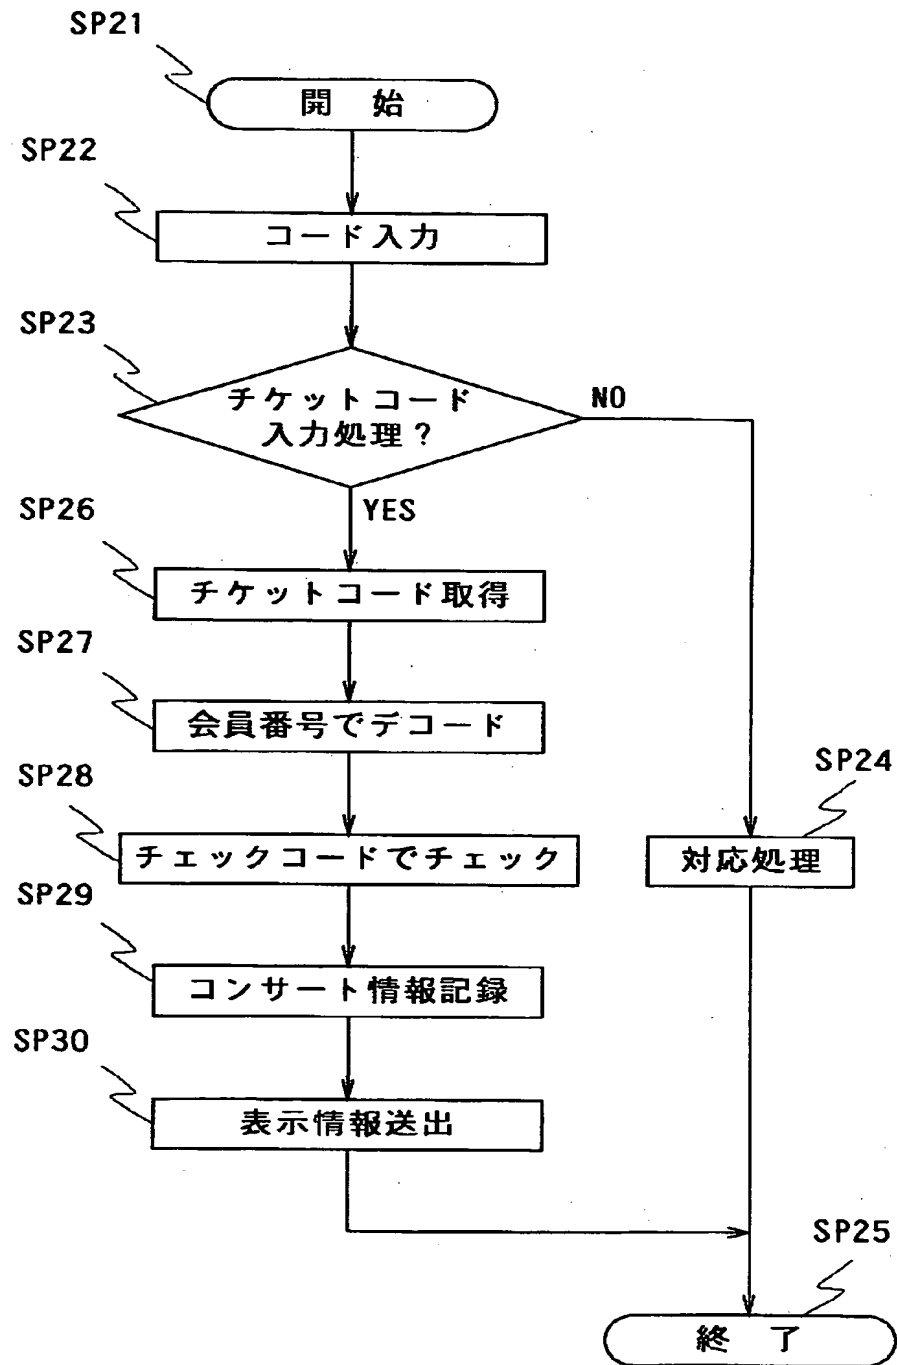 SP21
開 始
SP22
コード入力
SP23
チケットコード
入力処理？
NO
YES
SP26
チケットコード取得
SP27
会員番号でデコード
SP24
対応処理
SP28
チェックコードでチェック
SP29
コンサート情報記録
SP30
表示情報送出
SP25
終 了